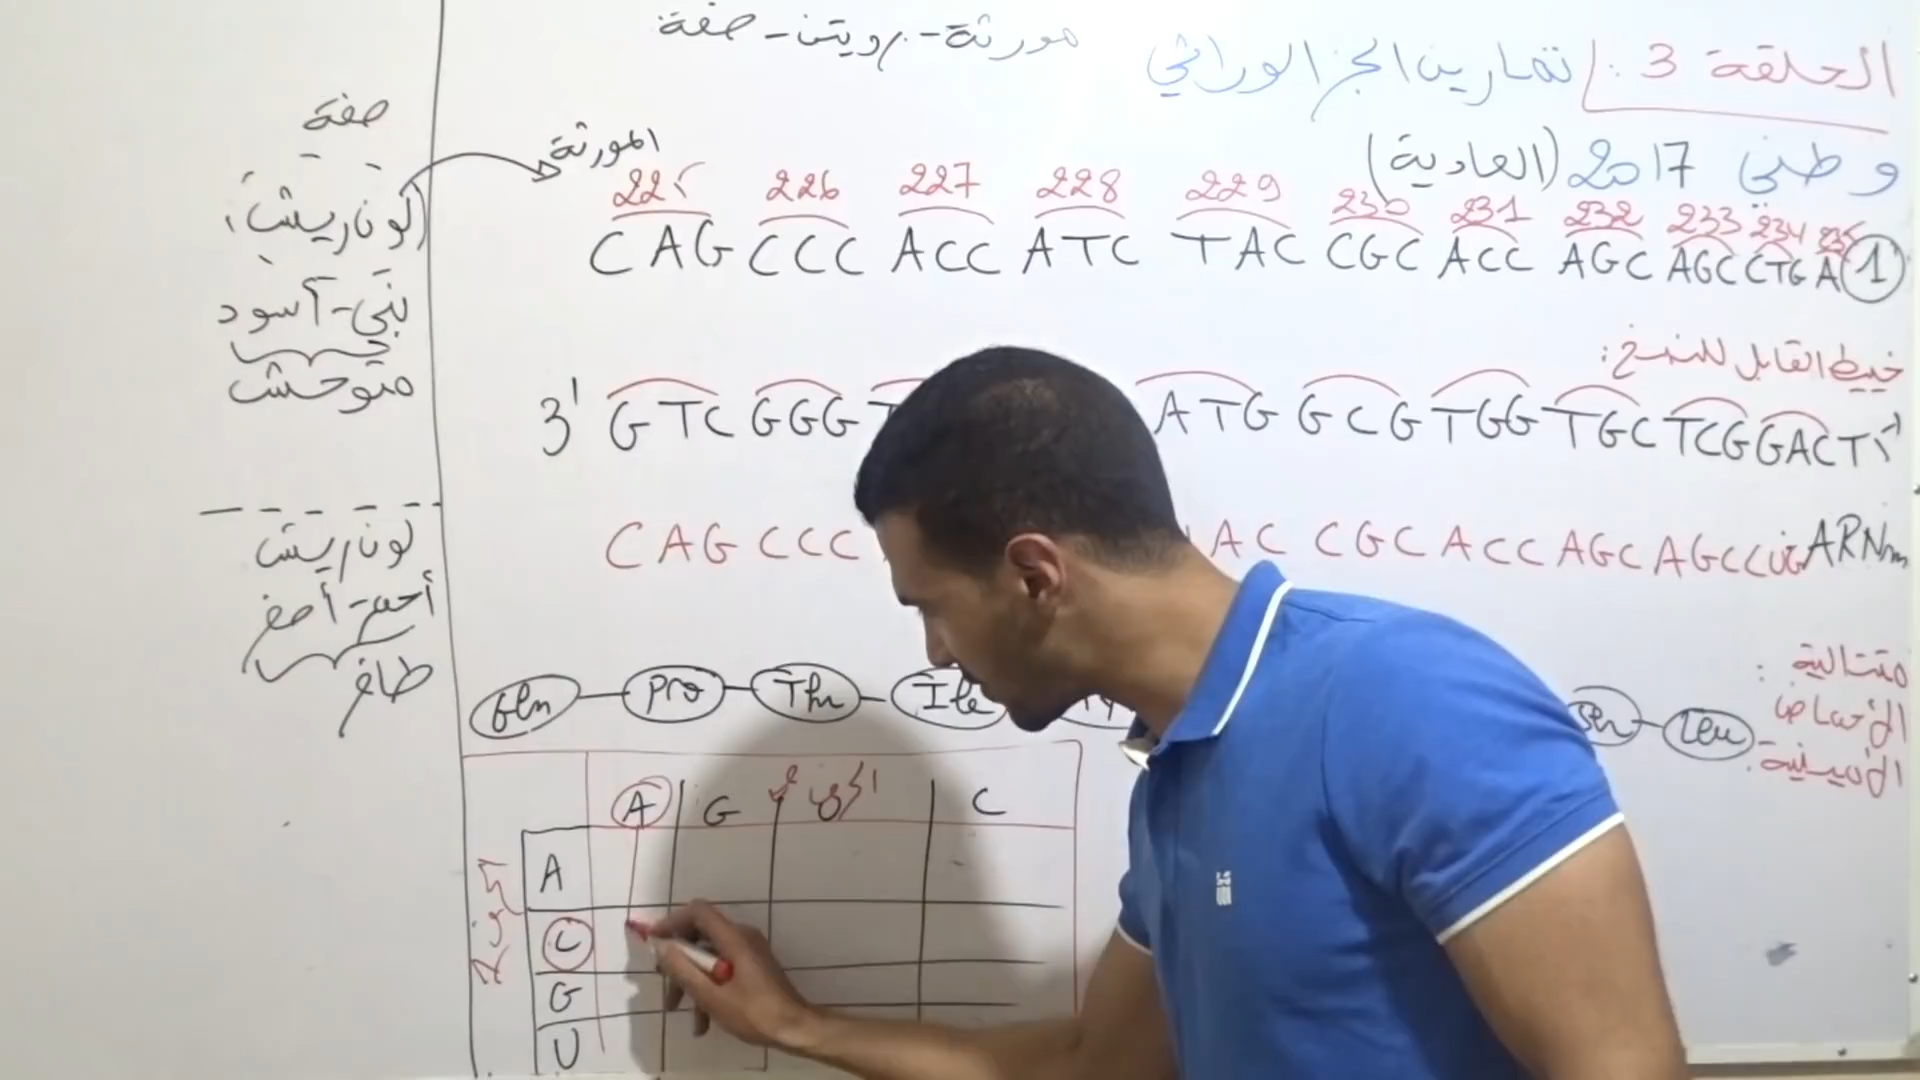 مورثة - بروتين - صفة
الحلقة 3 : تمارين الخبر الوراثي
وطني 2017 (العادية)
صفة
المورثة
لون الريش
بني - أسود
متوحش
225 226 227 228 229 230 231 232 233 234 235
CAG CCC ACC ATC TAC CGC ACC AGC AGC CTG A 1
خيط القابل للنسخ :
3' GTC GGG T ATG GCG TGG TGC TCG GACT 5'
CAG CCC AC CGC ACC AGC AGC CUG ARNm
لون الريش
أحمر - أصفر
طافر
متتالية الأحماض الأمينية :
Gln Pro Thr Ile Ty Ser Leu
A G C
A
C
G
U